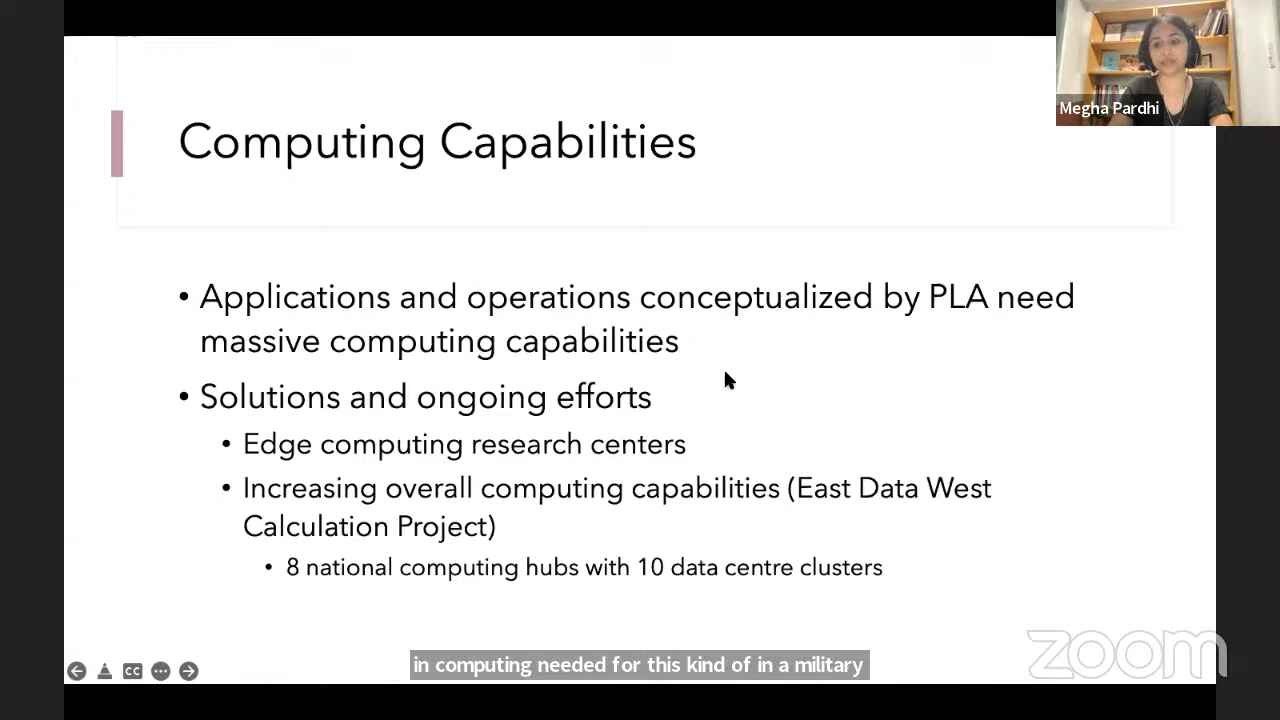 Megha Pardhi
Computing Capabilities
• Applications and operations conceptualized by PLA need
massive computing capabilities
• Solutions and ongoing efforts
• Edge computing research centers
• Increasing overall computing capabilities (East Data West
Calculation Project)
• 8 national computing hubs with 10 data centre clusters
in computing needed for this kind of in a military
CC
zoom